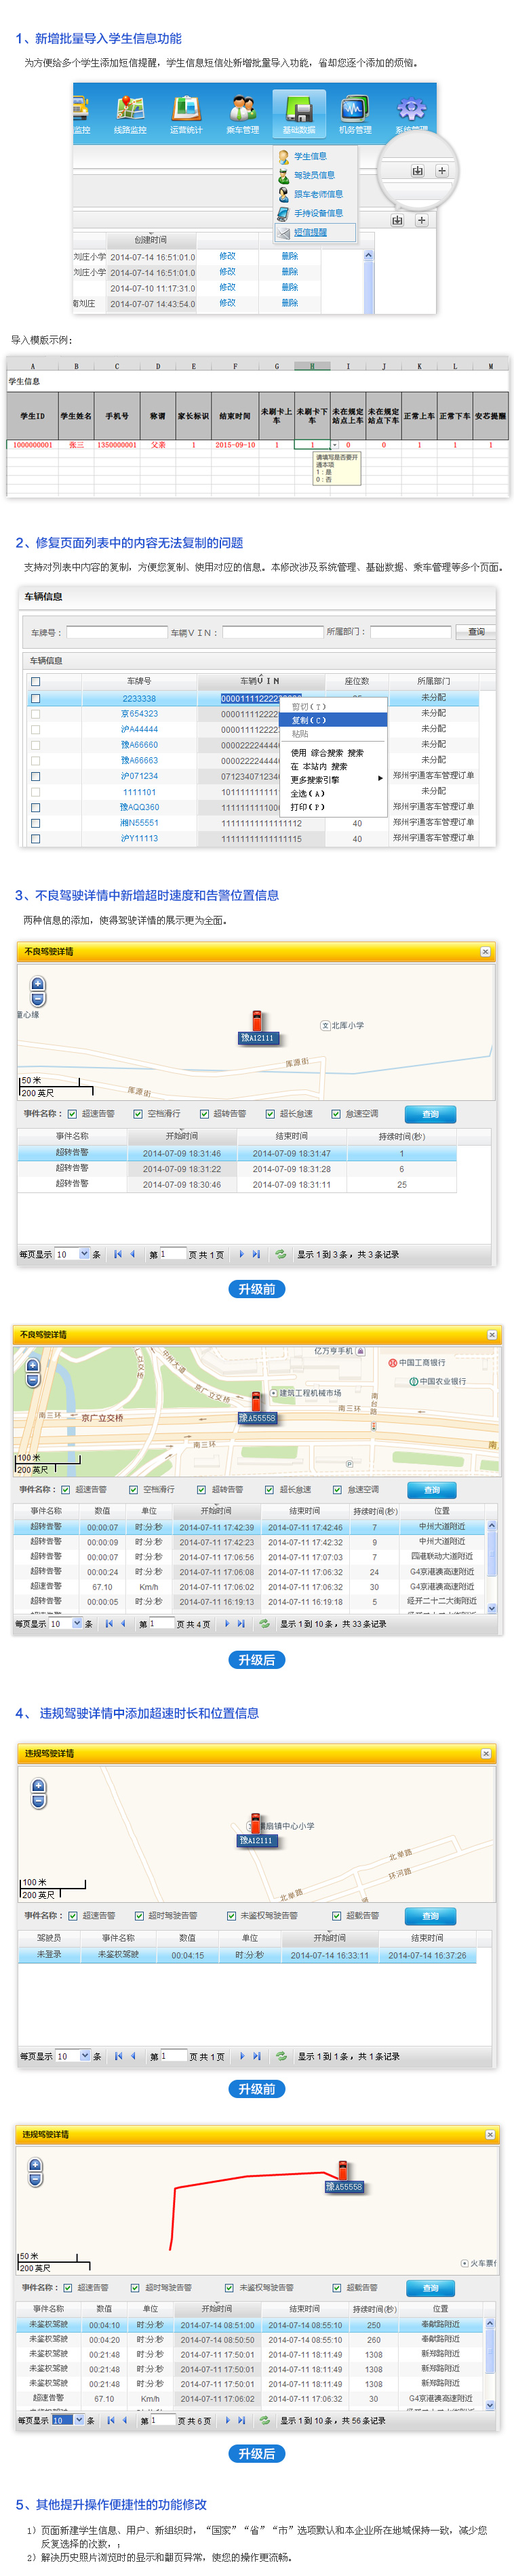 1、新增批量导入学生信息功能
为方便给多个学生添加短信提醒，学生信息短信处新增批量导入功能，省却您逐个添加的烦恼。
监控 线路监控 运营统计 乘车管理 基础数据 机务管理 系统管理
学生信息
驾驶员信息
跟车老师信息
手持设备信息
短信提醒
创建时间
刘庄小学 2014-07-14 16:51:01.0 修改 删除
刘庄小学 2014-07-14 16:51:01.0 修改 删除
2014-07-10 11:17:31.0 修改 删除
南刘庄 2014-07-07 14:43:54.0 修改 删除
导入模版示例：
A B C D E F G H I J K L M
学生信息
学生ID 学生姓名 手机号 称谓 家长标识 结束时间 未刷卡上车 未刷卡下车 未在规定站点上车 未在规定站点下车 正常上车 正常下车 安芯提醒
1000000001 张三 1350000001 父亲 1 2015-09-10 1 1 0 0 1 1 1
请填写是否要开
通本项
1：是
0：否
2、修复页面列表中的内容无法复制的问题
支持对列表中内容的复制，方便您复制、使用对应的信息。本修改涉及系统管理、基础数据、乘车管理等多个页面。
车辆信息
车牌号： 车辆ＶＩＮ： 所属部门： 查询
车辆信息
车牌号 车辆ＶＩＮ 座位数 所属部门
2233338 未分配
京654323 未分配
沪A44444 未分配
豫A66660 未分配
豫A66663 未分配
沪071234 郑州宇通客车管理订单
1111101 未分配
豫AQQ360 郑州宇通客车管理订单
湘N55551 11111111111111112 40 郑州宇通客车管理订单
沪Y11113 11111111111111115 40 郑州宇通客车管理订单
剪切(T)
复制(C)
粘贴
使用 综合搜索 搜索
在 本站内 搜索
更多搜索引擎
全选(A)
打印(P)
3、不良驾驶详情中新增超时速度和告警位置信息
两种信息的添加，使得驾驶详情的展示更为全面。
不良驾驶详情
童心缘
豫A12111
北厍小学
厍源街
厍源街
50 米
200 英尺
事件名称： 超速告警 空档滑行 超转告警 超长怠速 怠速空调 查询
事件名称 开始时间 结束时间 持续时间(秒)
超转告警 2014-07-09 18:31:46 2014-07-09 18:31:47 1
超转告警 2014-07-09 18:31:22 2014-07-09 18:31:28 6
超转告警 2014-07-09 18:30:46 2014-07-09 18:31:11 25
每页显示 10 条 第 1 页 共 1 页 显示 1 到 3 条，共 3 条记录
升级前
不良驾驶详情
亿万亨手机
中国工商银行
中国农业银行
中州大道
京广立交桥
建筑工程机械市场
南台路
豫A55558
南三环 京广立交桥 南三环
南三环
100 米
200 英尺
事件名称： 超速告警 空档滑行 超转告警 超长怠速 怠速空调 查询
事件名称 数值 单位 开始时间 结束时间 持续时间(秒) 位置
超转告警 00:00:07 时:分:秒 2014-07-11 17:42:39 2014-07-11 17:42:46 7 中州大道附近
超转告警 00:00:09 时:分:秒 2014-07-11 17:42:23 2014-07-11 17:42:32 9 中州大道附近
超转告警 00:00:07 时:分:秒 2014-07-11 17:06:56 2014-07-11 17:07:03 7 四港联动大道附近
超转告警 00:00:24 时:分:秒 2014-07-11 17:06:08 2014-07-11 17:06:32 24 G4京港澳高速附近
超速告警 67.10 Km/h 2014-07-11 17:06:02 2014-07-11 17:06:32 30 G4京港澳高速附近
超转告警 00:00:05 时:分:秒 2014-07-11 16:19:13 2014-07-11 16:19:18 5 经开二十二大街附近
每页显示 10 条 第 1 页 共 4 页 显示 1 到 10 条，共 33 条记录
升级后
4、 违规驾驶详情中添加超速时长和位置信息
违规驾驶详情
扇镇中心小学
豫A12111
北举路
环河路
北举路
100 米
200 英尺
事件名称： 超速告警 超时驾驶告警 未鉴权驾驶告警 超载告警 查询
驾驶员 事件名称 数值 单位 开始时间 结束时间
未登录 未鉴权驾驶 00:04:15 时:分:秒 2014-07-14 16:33:11 2014-07-14 16:37:26
每页显示 10 条 第 1 页 共 1 页 显示 1 到 1 条，共 1 条记录
升级前
违规驾驶详情
豫A55558
50 米
200 英尺
火车票代
事件名称： 超速告警 超时驾驶告警 未鉴权驾驶告警 超载告警 查询
事件名称 数值 单位 开始时间 结束时间 持续时间(秒) 位置
未鉴权驾驶 00:04:10 时:分:秒 2014-07-14 08:51:00 2014-07-14 08:55:10 250 奉献路附近
未鉴权驾驶 00:04:20 时:分:秒 2014-07-14 08:50:50 2014-07-14 08:55:10 260 奉献路附近
未鉴权驾驶 00:21:48 时:分:秒 2014-07-11 17:50:01 2014-07-11 18:11:49 1308 新郑路附近
未鉴权驾驶 00:21:48 时:分:秒 2014-07-11 17:50:01 2014-07-11 18:11:49 1308 新郑路附近
未鉴权驾驶 00:21:48 时:分:秒 2014-07-11 17:50:01 2014-07-11 18:11:49 1308 新郑路附近
超速告警 67.10 Km/h 2014-07-11 17:06:02 2014-07-11 17:06:32 30 G4京港澳高速附近
每页显示 10 条 第 1 页 共 6 页 显示 1 到 10 条，共 56 条记录
升级后
5、其他提升操作便捷性的功能修改
1）页面新建学生信息、用户、新组织时，“国家”“省”“市”选项默认和本企业所在地域保持一致，减少您
反复选择的次数，；
2）解决历史照片浏览时的显示和翻页异常，使您的操作更流畅。